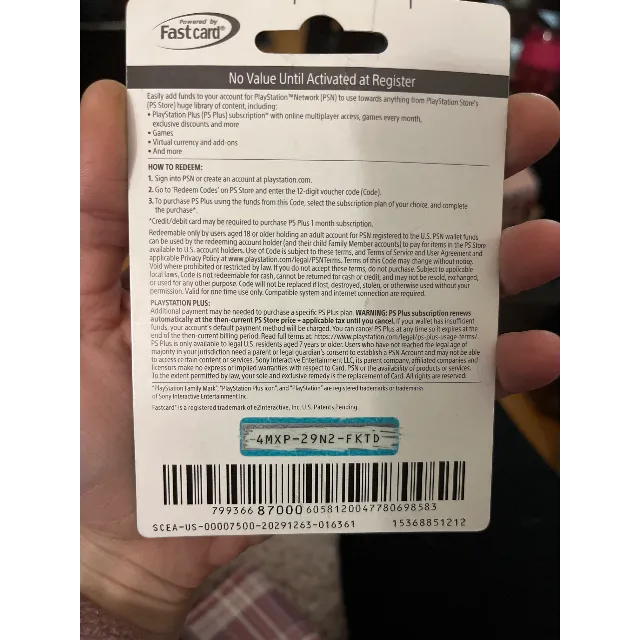 Powered by
Fastcard®
No Value Until Activated at Register
Easily add funds to your account for PlayStation™Network (PSN) to use towards anything from PlayStation Store's
(PS Store) huge library of content, including:
• PlayStation Plus (PS Plus) subscription* with online multiplayer access, games every month,
exclusive discounts and more
• Games
• Virtual currency and add-ons
• And more
HOW TO REDEEM:
1. Sign into PSN or create an account at playstation.com.
2. Go to 'Redeem Codes' on PS Store and enter the 12-digit voucher code (Code).
3. To purchase PS Plus using the funds from this Code, select the subscription plan of your choice, and complete
the purchase*.
*Credit/debit card may be required to purchase PS Plus 1 month subscription.
Redeemable only by users aged 18 or older holding an adult account for PSN registered to the U.S. PSN wallet funds
can be used by the redeeming account holder (and their child Family Member accounts) to pay for items in the PS Store
available to U.S. account holders. Use of Code is subject to these terms, and Terms of Service and User Agreement and
applicable Privacy Policy at www.playstation.com/legal/PSNTerms. Terms of this Code may change without notice.
Void where prohibited or restricted by law. If you do not accept these terms, do not purchase. Subject to applicable
local laws, Code is not redeemable for cash, cannot be returned for cash or credit, and may not be resold, exchanged,
or used for any other purpose. Code will not be replaced if lost, destroyed, stolen, or otherwise used without your
permission. Valid for one time use only. Compatible system and internet connection are required.
PLAYSTATION PLUS:
Additional payment may be needed to purchase a specific PS Plus plan. WARNING: PS Plus subscription renews
automatically at the then-current PS Store price + applicable tax until you cancel. If your wallet has insufficient
funds, your account's default payment method will be charged. You can cancel PS Plus at any time so it expires at the
end of the then-current billing period. Read full terms at: https://www.playstation.com/legal/ps-plus-usage-terms/.
PS Plus is only available to legal U.S. residents aged 7 years or older. Users who have not reached the legal age of
majority in your jurisdiction need a parent or legal guardian's consent to establish a PSN Account and may not be able
to access certain content or services. Sony Interactive Entertainment LLC, its parent company, affiliated companies and
licensors make no express or implied warranties with respect to Card, PSN or the availability of products or services.
To the extent permitted by law, your sole and exclusive remedy is the replacement of Card. All rights are reserved.
"PlayStation Family Mark", "PlayStation Plus icon", and "PlayStation" are registered trademarks or trademarks
of Sony Interactive Entertainment Inc.
Fastcard® is a registered trademark of e2interactive, Inc. U.S. Patents Pending.
4MXP-29N2-FKTD
799366 87000 60581200477806​98583
SCEA-US-00007500-20291263-016361 15368851212